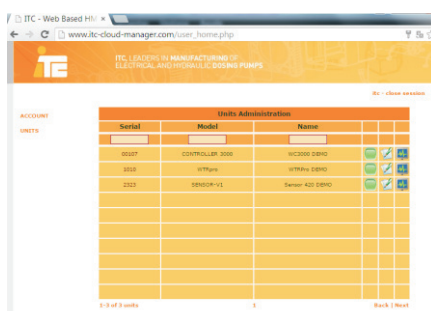 ITC - Web Based HM
www.itc-cloud-manager.com/user_home.php
ITC, LEADERS IN MANUFACTURING OF
ELECTRICAL AND HYDRAULIC DOSING PUMPS
itc
close session
ACCOUNT
UNITS
Units Administration
Serial Model Name
02107 CONTROLLER 3000 WC3000 DEMO
1010 WTRpro WTRPro DEMO
2323 SENSOR-V1 Sensor 420 DEMO
1-3 of 3 units 1 Back | Next